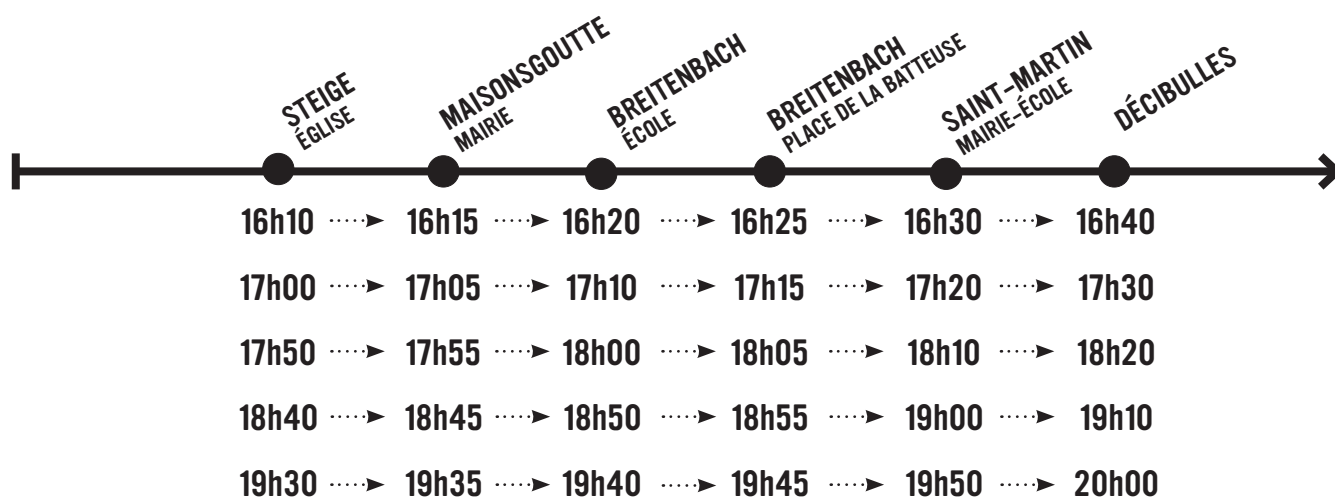 STEIGE
ÉGLISE
MAISONSGOUTTE
MAIRIE
BREITENBACH
ÉCOLE
BREITENBACH
PLACE DE LA BATTEUSE
SAINT-MARTIN
MAIRIE-ÉCOLE
DÉCIBULLES
16h10 16h15 16h20 16h25 16h30 16h40
17h00 17h05 17h10 17h15 17h20 17h30
17h50 17h55 18h00 18h05 18h10 18h20
18h40 18h45 18h50 18h55 19h00 19h10
19h30 19h35 19h40 19h45 19h50 20h00